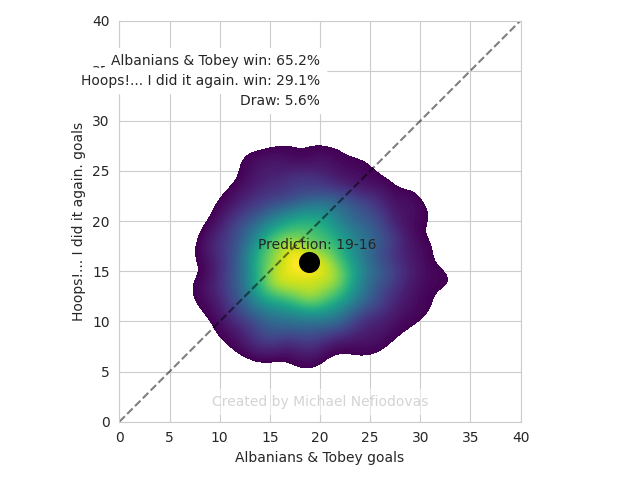 40
Albanians & Tobey win: 65.2%
Hoops!... I did it again. win: 29.1%
Draw: 5.6%
30
25
20
15
10
5
0
Hoops!... I did it again. goals
Prediction: 19-16
Created by Michael Nefiodovas
0 5 10 15 20 25 30 35 40
Albanians & Tobey goals